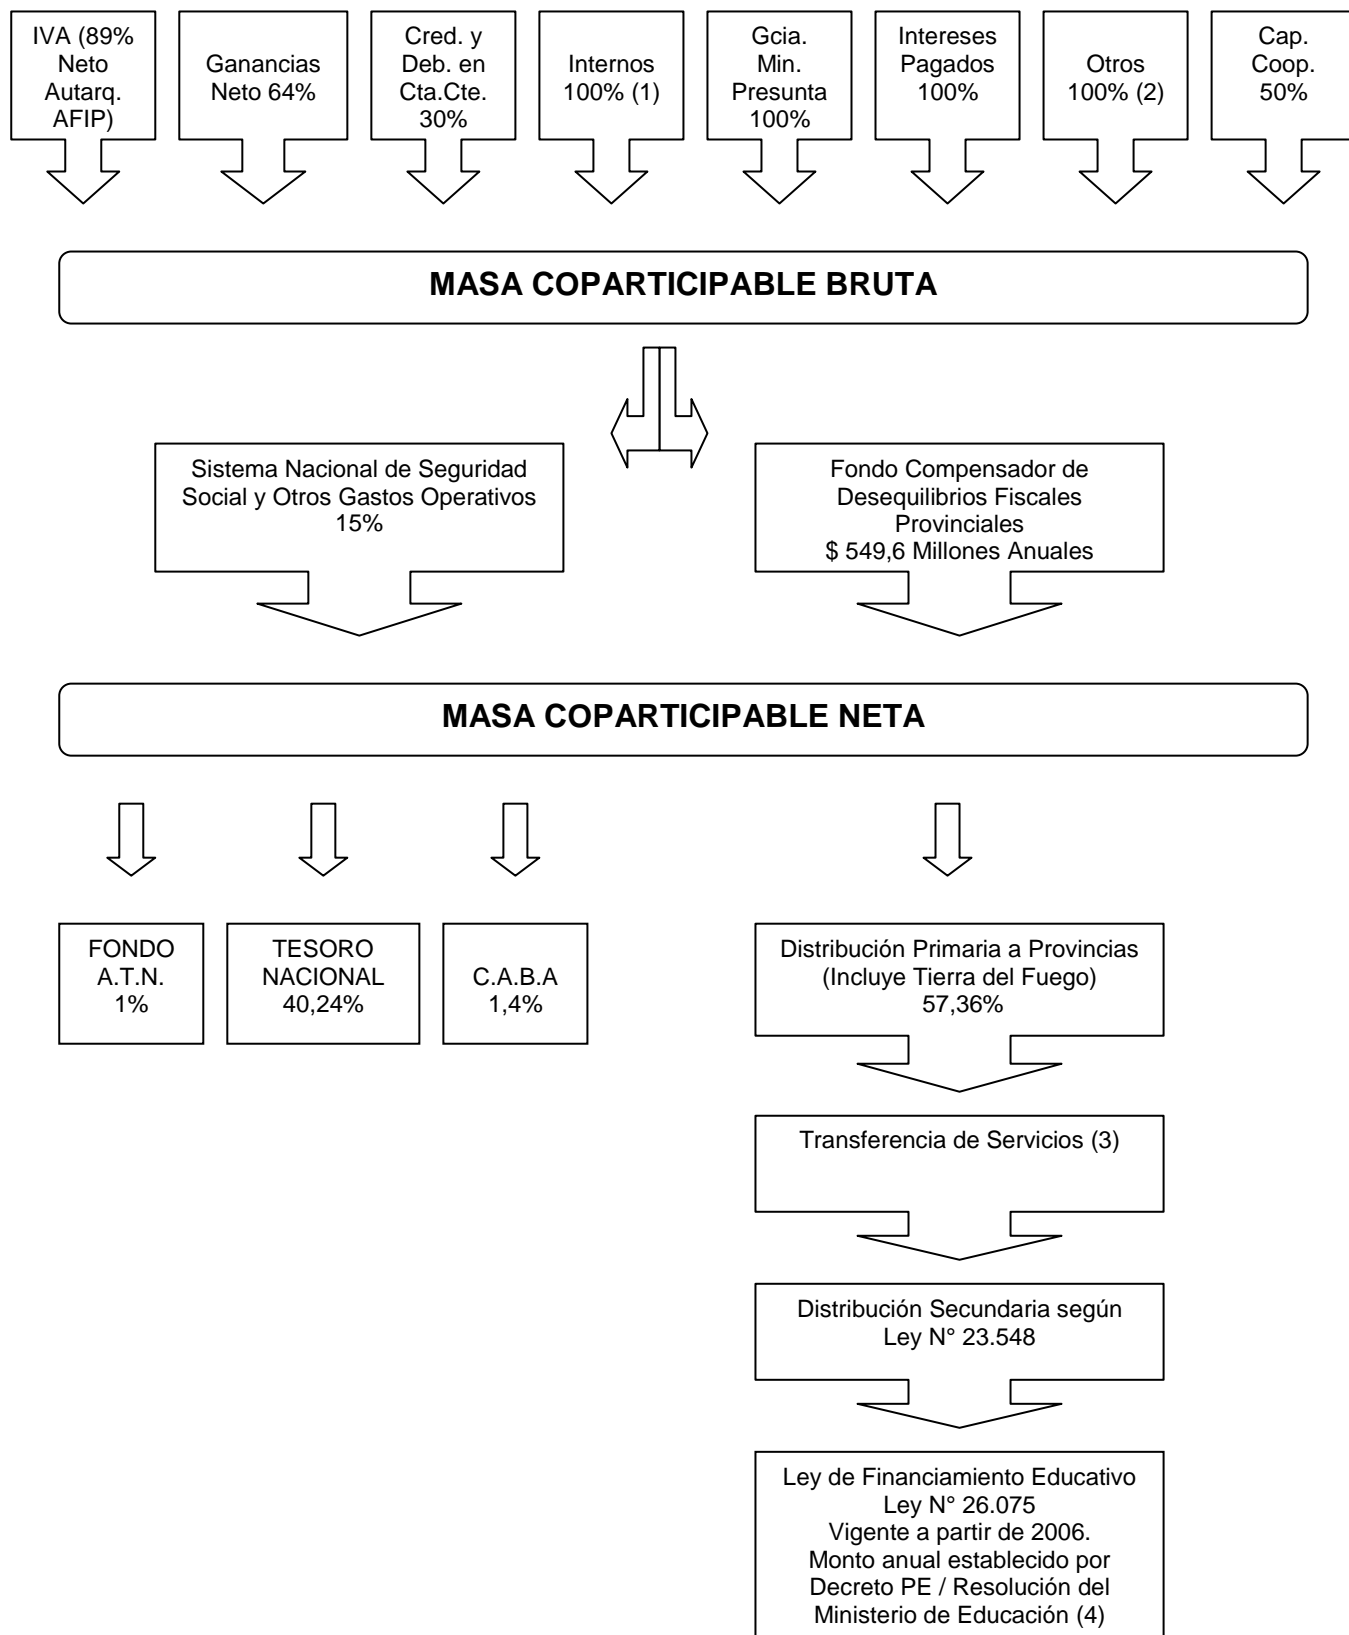 IVA (89%
Neto
Autarq.
AFIP)
Ganancias
Neto 64%
Cred. y
Deb. en
Cta.Cte.
30%
Internos
100% (1)
Gcia.
Min.
Presunta
100%
Intereses
Pagados
100%
Otros
100% (2)
Cap.
Coop.
50%
MASA COPARTICIPABLE BRUTA
Sistema Nacional de Seguridad
Social y Otros Gastos Operativos
15%
Fondo Compensador de
Desequilibrios Fiscales
Provinciales
$ 549,6 Millones Anuales
MASA COPARTICIPABLE NETA
FONDO
A.T.N.
1%
TESORO
NACIONAL
40,24%
C.A.B.A
1,4%
Distribución Primaria a Provincias
(Incluye Tierra del Fuego)
57,36%
Transferencia de Servicios (3)
Distribución Secundaria según
Ley N° 23.548
Ley de Financiamiento Educativo
Ley N° 26.075
Vigente a partir de 2006.
Monto anual establecido por
Decreto PE / Resolución del
Ministerio de Educación (4)